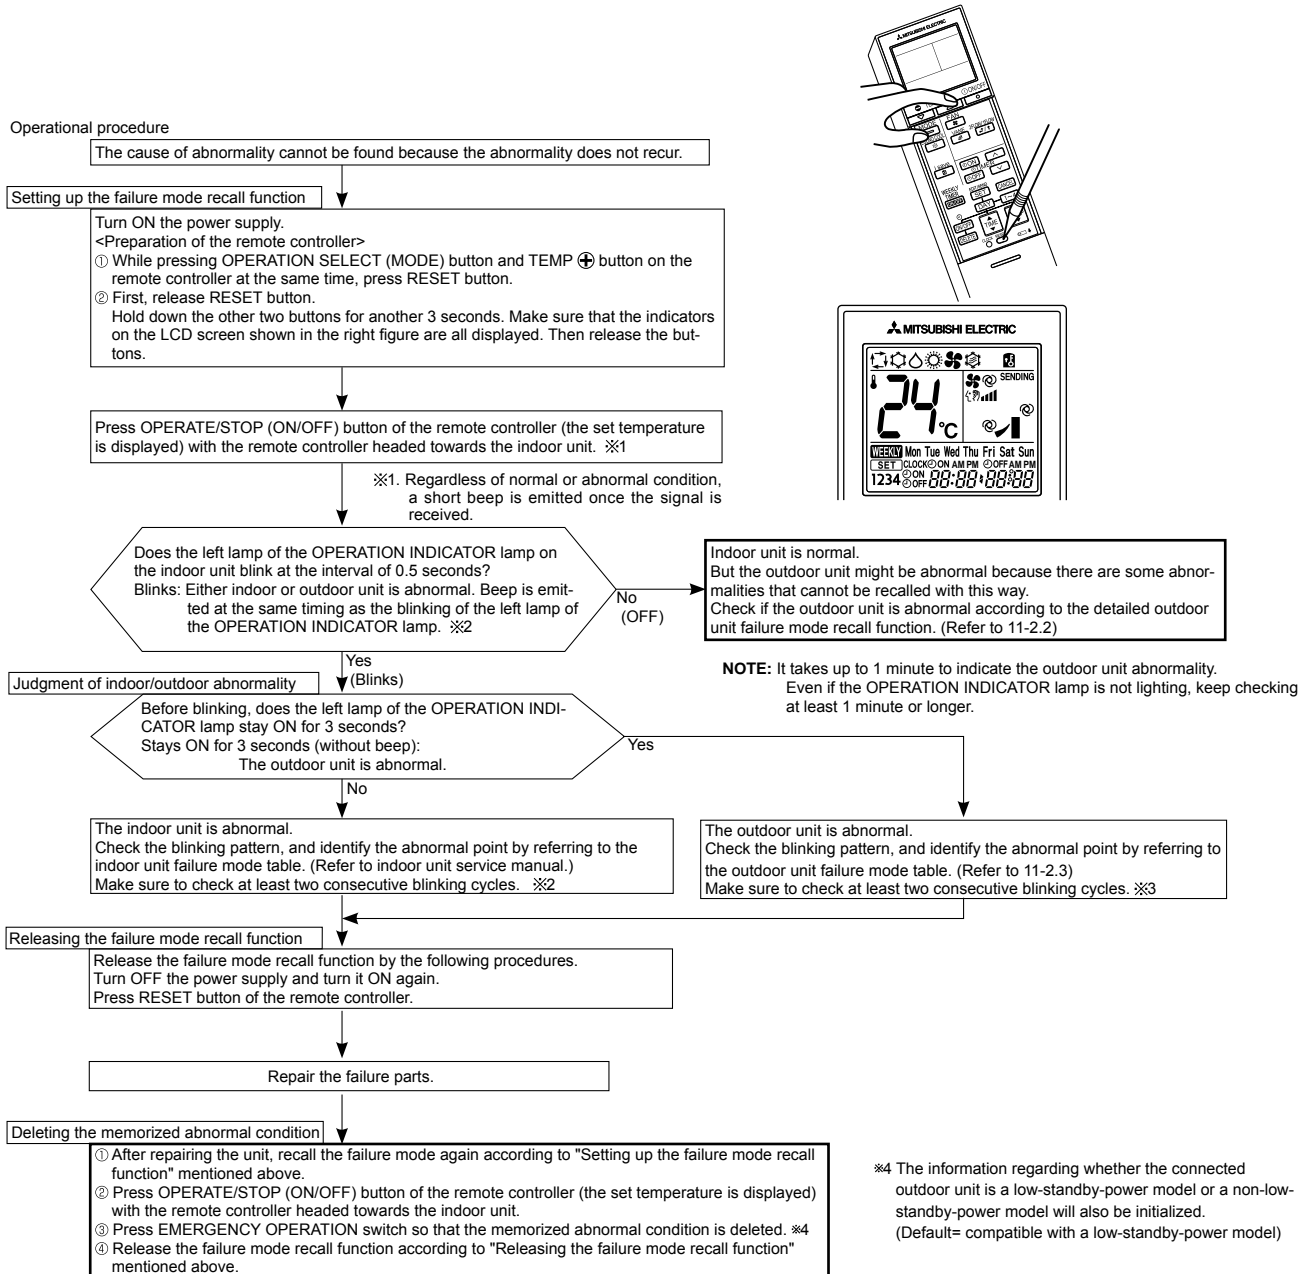 Operational procedure
The cause of abnormality cannot be found because the abnormality does not recur.
Setting up the failure mode recall function
Turn ON the power supply.
<Preparation of the remote controller>
① While pressing OPERATION SELECT (MODE) button and TEMP ⊕ button on the
remote controller at the same time, press RESET button.
② First, release RESET button.
Hold down the other two buttons for another 3 seconds. Make sure that the indicators
on the LCD screen shown in the right figure are all displayed. Then release the but-
tons.
MITSUBISHI ELECTRIC
ON/OFF
MODE
FAN
WEEKLY
TIMER
SET
CANCEL
DAY
TIME
DELETE
CLOCK
MITSUBISHI ELECTRIC
SENDING
24°C
WEEKLY Mon Tue Wed Thu Fri Sat Sun
SET CLOCK ON AM PM OFF AM PM
1234 ON OFF 88:88 88:88
Press OPERATE/STOP (ON/OFF) button of the remote controller (the set temperature
is displayed) with the remote controller headed towards the indoor unit. ※1
※1. Regardless of normal or abnormal condition,
a short beep is emitted once the signal is
received.
Does the left lamp of the OPERATION INDICATOR lamp on
the indoor unit blink at the interval of 0.5 seconds?
Blinks: Either indoor or outdoor unit is abnormal. Beep is emit-
ted at the same timing as the blinking of the left lamp of
the OPERATION INDICATOR lamp. ※2
No
(OFF)
Indoor unit is normal.
But the outdoor unit might be abnormal because there are some abnor-
malities that cannot be recalled with this way.
Check if the outdoor unit is abnormal according to the detailed outdoor
unit failure mode recall function. (Refer to 11-2.2)
NOTE: It takes up to 1 minute to indicate the outdoor unit abnormality.
Even if the OPERATION INDICATOR lamp is not lighting, keep checking
at least 1 minute or longer.
Yes
(Blinks)
Judgment of indoor/outdoor abnormality
Before blinking, does the left lamp of the OPERATION INDI-
CATOR lamp stay ON for 3 seconds?
Stays ON for 3 seconds (without beep):
The outdoor unit is abnormal.
Yes
No
The indoor unit is abnormal.
Check the blinking pattern, and identify the abnormal point by referring to the
indoor unit failure mode table. (Refer to indoor unit service manual.)
Make sure to check at least two consecutive blinking cycles. ※2
The outdoor unit is abnormal.
Check the blinking pattern, and identify the abnormal point by referring to
the outdoor unit failure mode table. (Refer to 11-2.3)
Make sure to check at least two consecutive blinking cycles. ※3
Releasing the failure mode recall function
Release the failure mode recall function by the following procedures.
Turn OFF the power supply and turn it ON again.
Press RESET button of the remote controller.
Repair the failure parts.
Deleting the memorized abnormal condition
① After repairing the unit, recall the failure mode again according to "Setting up the failure mode recall
function" mentioned above.
② Press OPERATE/STOP (ON/OFF) button of the remote controller (the set temperature is displayed)
with the remote controller headed towards the indoor unit.
③ Press EMERGENCY OPERATION switch so that the memorized abnormal condition is deleted. ※4
④ Release the failure mode recall function according to "Releasing the failure mode recall function"
mentioned above.
※4 The information regarding whether the connected
outdoor unit is a low-standby-power model or a non-low-
standby-power model will also be initialized.
(Default= compatible with a low-standby-power model)